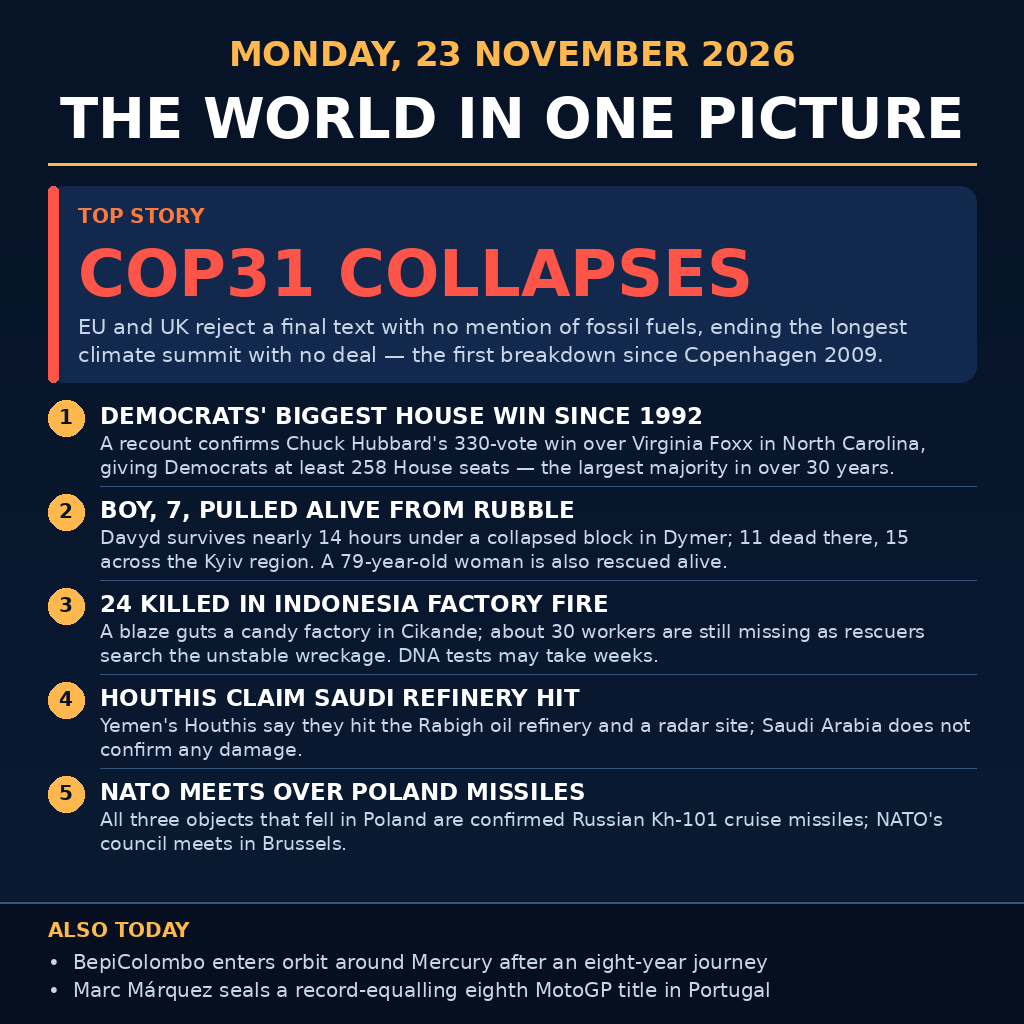 MONDAY, 23 NOVEMBER 2026
THE WORLD IN ONE PICTURE
TOP STORY
COP31 COLLAPSES
EU and UK reject a final text with no mention of fossil fuels, ending the longest
climate summit with no deal — the first breakdown since Copenhagen 2009.
1
DEMOCRATS' BIGGEST HOUSE WIN SINCE 1992
A recount confirms Chuck Hubbard's 330-vote win over Virginia Foxx in North Carolina,
giving Democrats at least 258 House seats — the largest majority in over 30 years.
2
BOY, 7, PULLED ALIVE FROM RUBBLE
Davyd survives nearly 14 hours under a collapsed block in Dymer; 11 dead there, 15
across the Kyiv region. A 79-year-old woman is also rescued alive.
3
24 KILLED IN INDONESIA FACTORY FIRE
A blaze guts a candy factory in Cikande; about 30 workers are still missing as rescuers
search the unstable wreckage. DNA tests may take weeks.
4
HOUTHIS CLAIM SAUDI REFINERY HIT
Yemen's Houthis say they hit the Rabigh oil refinery and a radar site; Saudi Arabia does not
confirm any damage.
5
NATO MEETS OVER POLAND MISSILES
All three objects that fell in Poland are confirmed Russian Kh-101 cruise missiles; NATO's
council meets in Brussels.
ALSO TODAY
• BepiColombo enters orbit around Mercury after an eight-year journey
• Marc Márquez seals a record-equalling eighth MotoGP title in Portugal